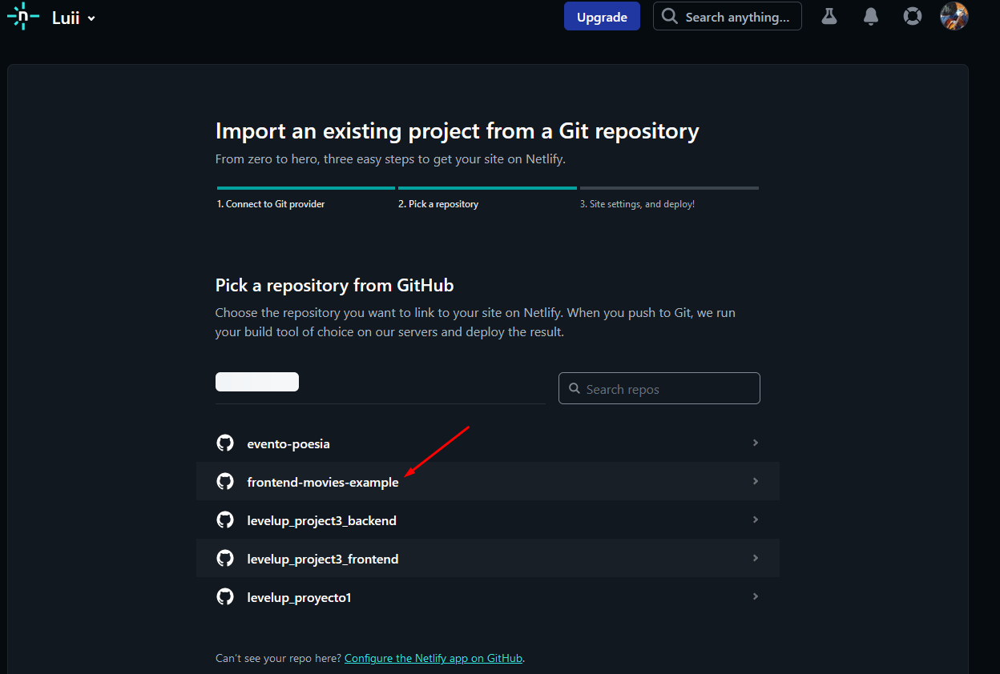 n Luii
Upgrade
Search anything...
Import an existing project from a Git repository
From zero to hero, three easy steps to get your site on Netlify.
1. Connect to Git provider
2. Pick a repository
3. Site settings, and deploy!
Pick a repository from GitHub
Choose the repository you want to link to your site on Netlify. When you push to Git, we run
your build tool of choice on our servers and deploy the result.
Search repos
evento-poesia
frontend-movies-example
levelup_project3_backend
levelup_project3_frontend
levelup_proyecto1
Can't see your repo here? Configure the Netlify app on GitHub.